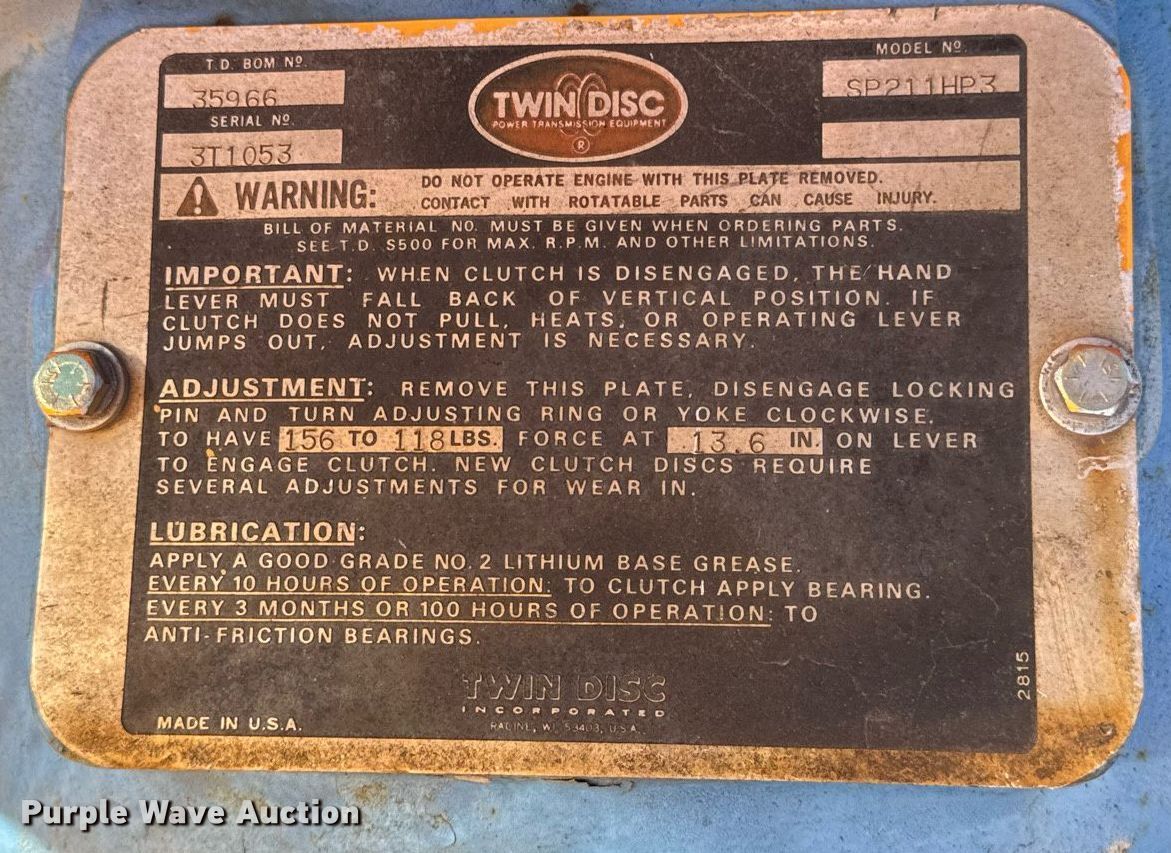 T.D. BOM Nº.
35966
SERIAL Nº.
3T1053
TWIN DISC
POWER TRANSMISSION EQUIPMENT
®
MODEL Nº.
SP211HP3
WARNING: DO NOT OPERATE ENGINE WITH THIS PLATE REMOVED.
CONTACT WITH ROTATABLE PARTS CAN CAUSE INJURY.
BILL OF MATERIAL NO. MUST BE GIVEN WHEN ORDERING PARTS.
SEE T.D. S500 FOR MAX. R.P.M. AND OTHER LIMITATIONS.
IMPORTANT: WHEN CLUTCH IS DISENGAGED, THE HAND
LEVER MUST FALL BACK OF VERTICAL POSITION. IF
CLUTCH DOES NOT PULL, HEATS, OR OPERATING LEVER
JUMPS OUT, ADJUSTMENT IS NECESSARY.
ADJUSTMENT: REMOVE THIS PLATE, DISENGAGE LOCKING
PIN AND TURN ADJUSTING RING OR YOKE CLOCKWISE.
TO HAVE 156 TO 118 LBS. FORCE AT 13.6 IN. ON LEVER
TO ENGAGE CLUTCH. NEW CLUTCH DISCS REQUIRE
SEVERAL ADJUSTMENTS FOR WEAR IN.
LUBRICATION:
APPLY A GOOD GRADE NO. 2 LITHIUM BASE GREASE.
EVERY 10 HOURS OF OPERATION: TO CLUTCH APPLY BEARING.
EVERY 3 MONTHS OR 100 HOURS OF OPERATION: TO
ANTI-FRICTION BEARINGS.
TWIN DISC
INCORPORATED
RACINE, WI. 53403, U.S.A.
MADE IN U.S.A.
2815
Purple Wave Auction